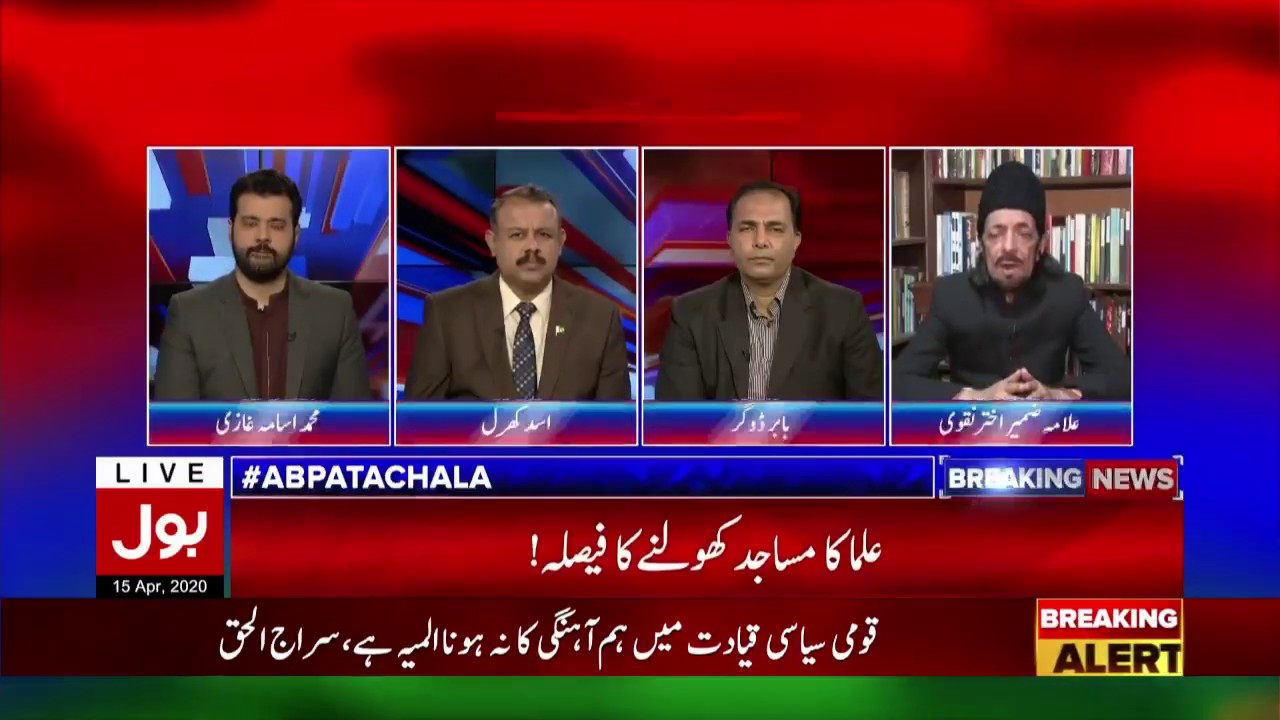 محمد اسامہ غازی
اسد کھرل
بابر ڈوگر
علامہ ضمیر اختر نقوی
LIVE
#ABPATACHALA
BREAKING NEWS
بول
علما کا مساجد کھولنے کا فیصلہ!
15 Apr, 2020
قومی سیاسی قیادت میں ہم آہنگی کا نہ ہونا المیہ ہے، سراج الحق
BREAKING
ALERT